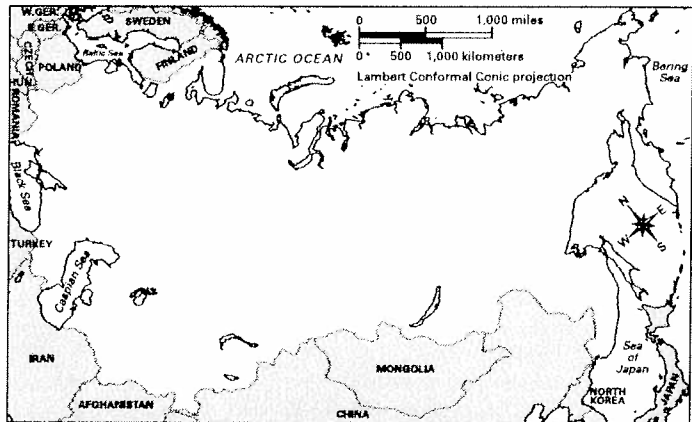 W. GER.
E. GER.
SWEDEN
0 500 1,000 miles
0 500 1,000 kilometers
Lambert Conformal Conic projection
Baltic Sea
FINLAND
ARCTIC OCEAN
Bering
Sea
CZECH.
POLAND
HUN.
ROMANIA
Black Sea
N
E
W
S
TURKEY
Caspian Sea
Sea
of
Japan
IRAN
MONGOLIA
AFGHANISTAN
CHINA
NORTH
KOREA
JAPAN